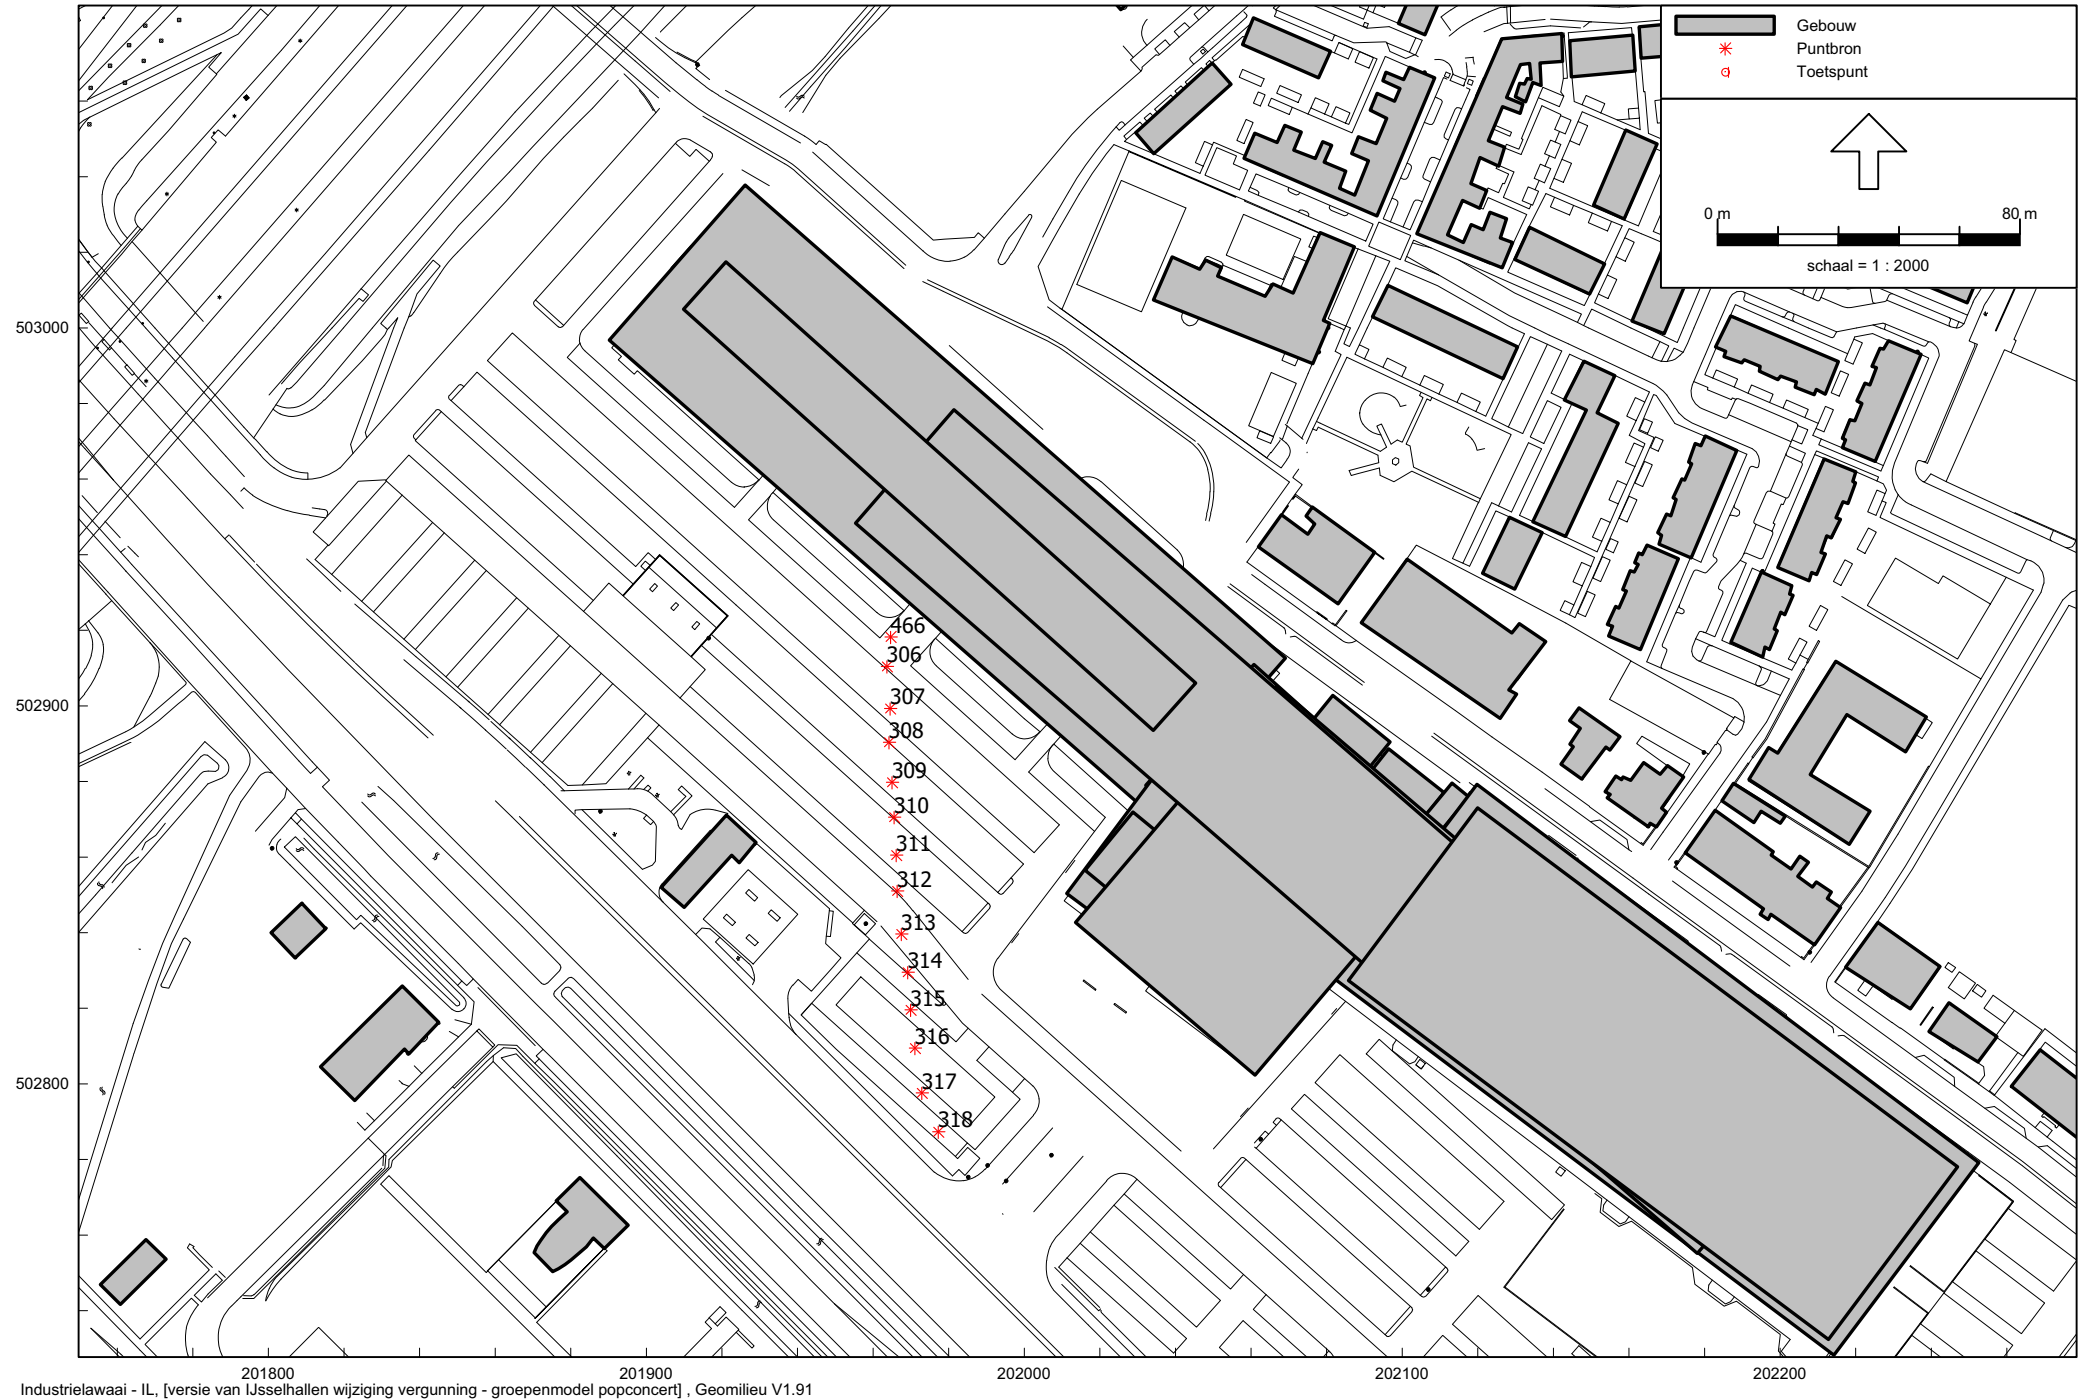 Gebouw
Puntbron
Toetspunt
0 m 80 m
schaal = 1 : 2000
503000
502900
502800
466
306
307
308
309
310
311
312
313
314
315
316
317
318
201800 201900 202000 202100 202200
Industrielawaai - IL, [versie van IJsselhallen wijziging vergunning - groepenmodel popconcert] , Geomilieu V1.91